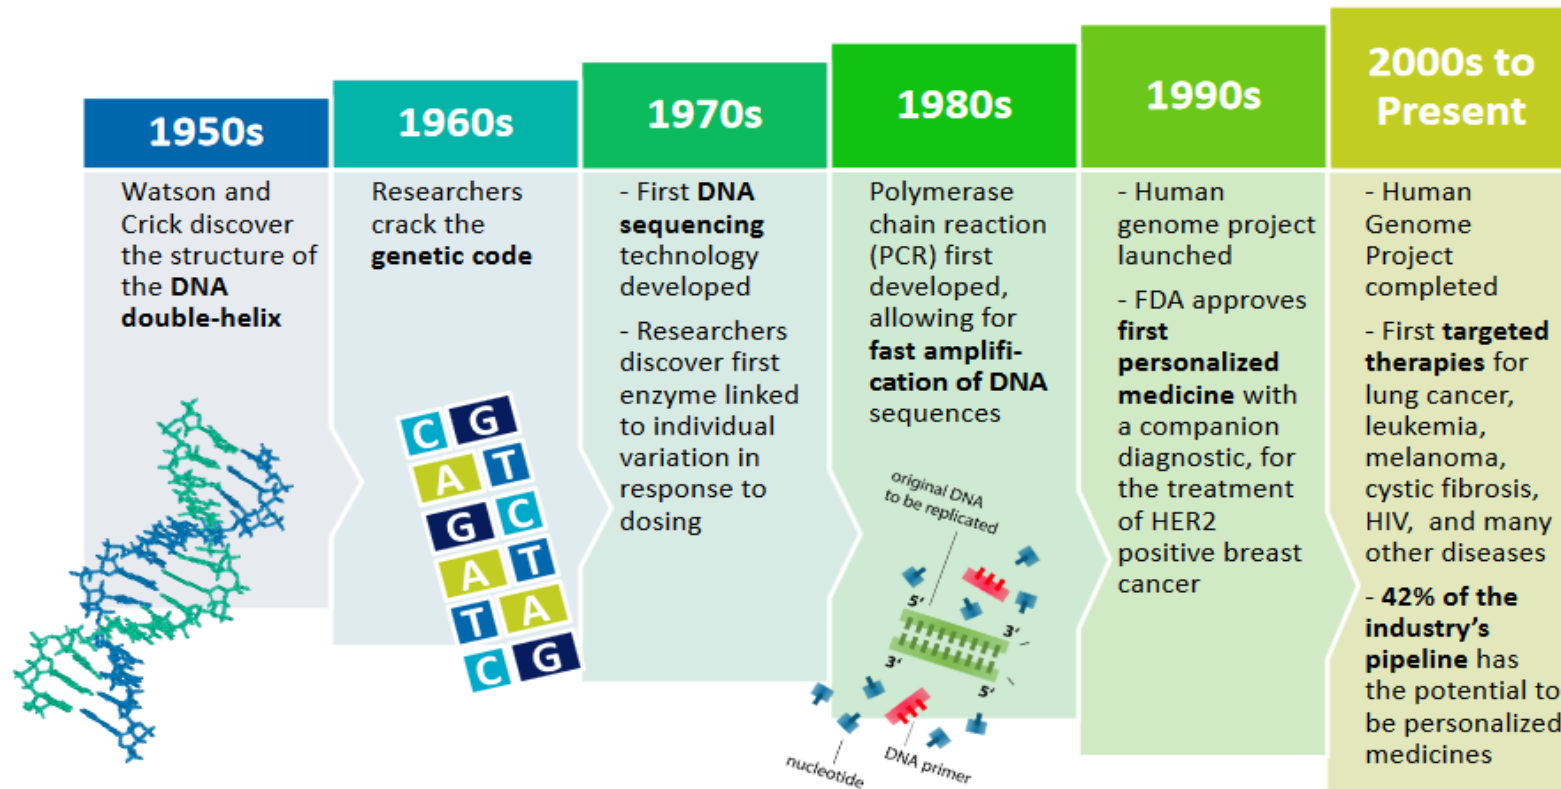 1950s
Watson and
Crick discover
the structure of
the DNA
double-helix
1960s
Researchers
crack the
genetic code
C G
A T
G C
A T
T A
C G
1970s
- First DNA
sequencing
technology
developed
- Researchers
discover first
enzyme linked
to individual
variation in
response to
dosing
1980s
Polymerase
chain reaction
(PCR) first
developed,
allowing for
fast amplifi-
cation of DNA
sequences
original DNA
to be replicated
5'
3'
3'
5'
nucleotide
DNA primer
1990s
- Human
genome project
launched
- FDA approves
first
personalized
medicine with
a companion
diagnostic, for
the treatment
of HER2
positive breast
cancer
2000s to
Present
- Human
Genome
Project
completed
- First targeted
therapies for
lung cancer,
leukemia,
melanoma,
cystic fibrosis,
HIV, and many
other diseases
- 42% of the
industry's
pipeline has
the potential to
be personalized
medicines